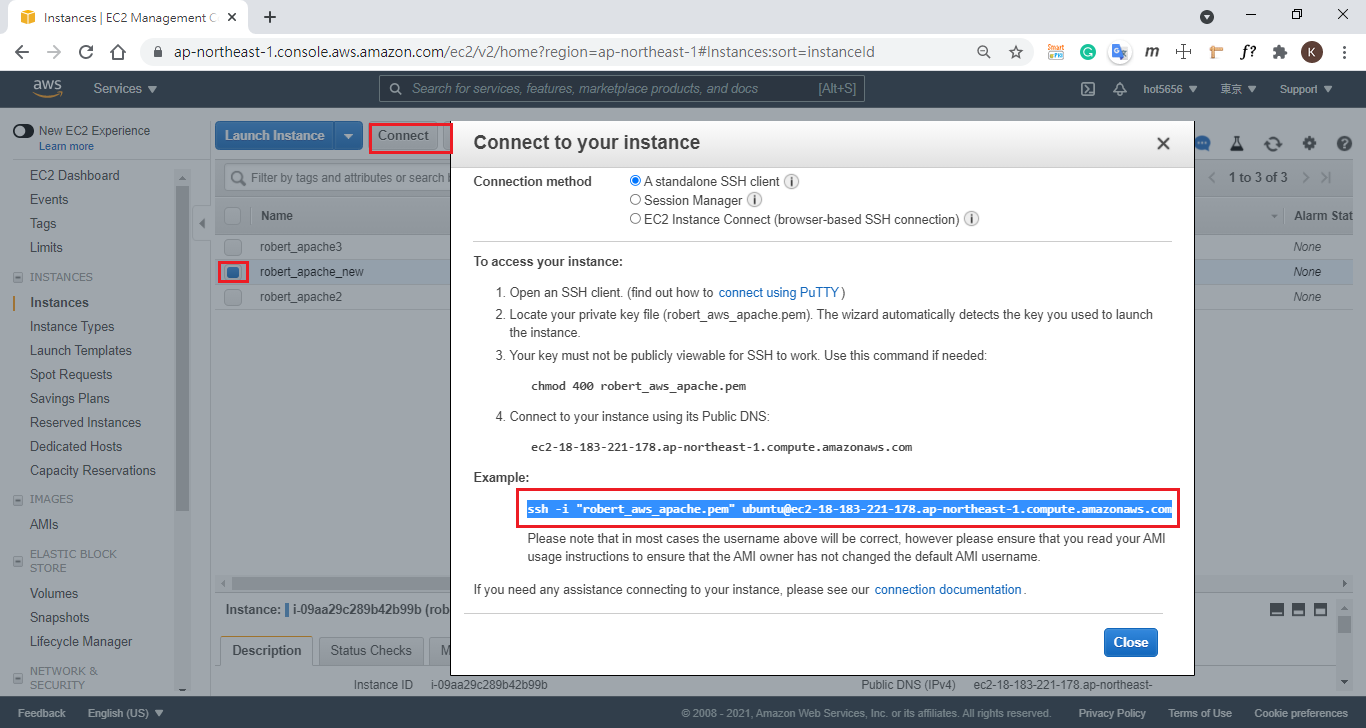 Instances | EC2 Management C
ap-northeast-1.console.aws.amazon.com/ec2/v2/home?region=ap-northeast-1#Instances:sort=instanceId
K
aws
Services
Search for services, features, marketplace products, and docs
[Alt+S]
hot5656
東京
Support
New EC2 Experience
Learn more
EC2 Dashboard
Events
Tags
Limits
INSTANCES
Instances
Instance Types
Launch Templates
Spot Requests
Savings Plans
Reserved Instances
Dedicated Hosts
Capacity Reservations
IMAGES
AMIs
ELASTIC BLOCK
STORE
Volumes
Snapshots
Lifecycle Manager
NETWORK &
SECURITY
Launch Instance
Connect
Filter by tags and attributes or search
1 to 3 of 3
Name
Alarm Stat
robert_apache3
None
robert_apache_new
None
robert_apache2
None
Connect to your instance
Connection method
A standalone SSH client
Session Manager
EC2 Instance Connect (browser-based SSH connection)
To access your instance:
1. Open an SSH client. (find out how to connect using PuTTY)
2. Locate your private key file (robert_aws_apache.pem). The wizard automatically detects the key you used to launch
the instance.
3. Your key must not be publicly viewable for SSH to work. Use this command if needed:
chmod 400 robert_aws_apache.pem
4. Connect to your instance using its Public DNS:
ec2-18-183-221-178.ap-northeast-1.compute.amazonaws.com
Example:
ssh -i "robert_aws_apache.pem" ubuntu@ec2-18-183-221-178.ap-northeast-1.compute.amazonaws.com
Please note that in most cases the username above will be correct, however please ensure that you read your AMI
usage instructions to ensure that the AMI owner has not changed the default AMI username.
If you need any assistance connecting to your instance, please see our connection documentation.
Close
Instance: i-09aa29c289b42b99b (rob
Description
Status Checks
M
Instance ID
i-09aa29c289b42b99b
Public DNS (IPv4)
ec2-18-183-221-178.ap-northeast-
Feedback
English (US)
© 2008 - 2021, Amazon Web Services, Inc. or its affiliates. All rights reserved.
Privacy Policy
Terms of Use
Cookie preferences